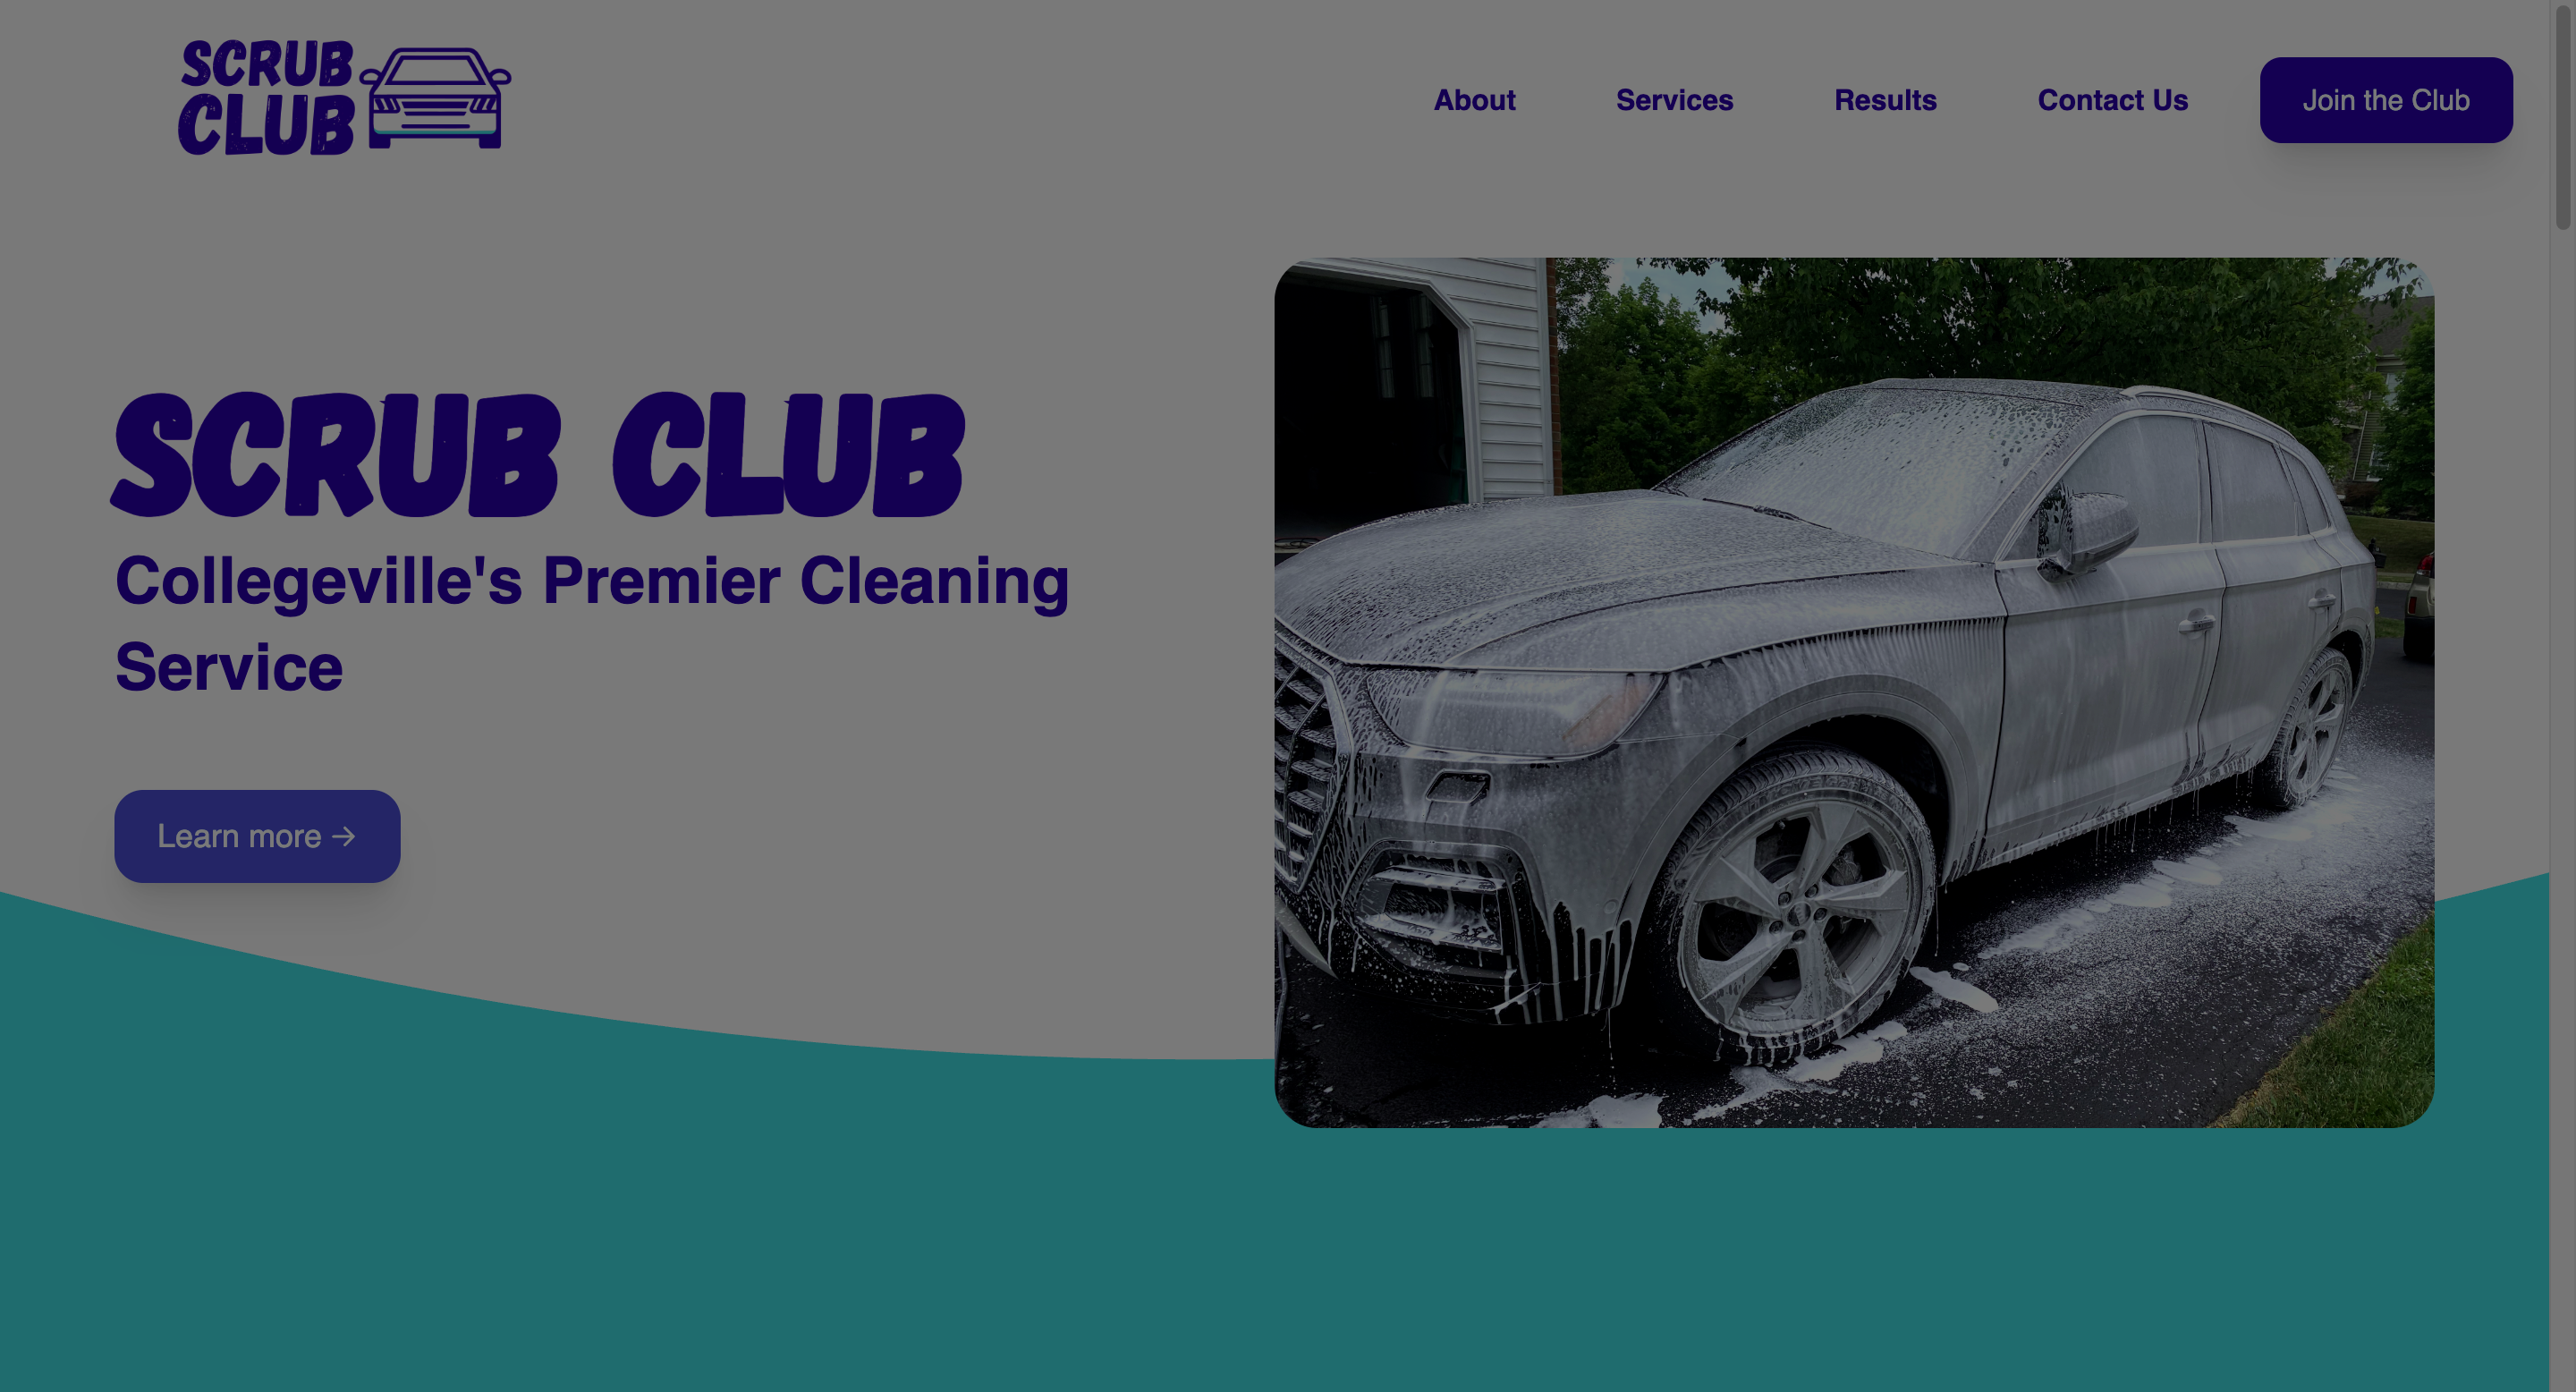 SCRUB
CLUB
About
Services
Results
Contact Us
Join the Club
SCRUB CLUB
Collegeville's Premier Cleaning
Service
Learn more →